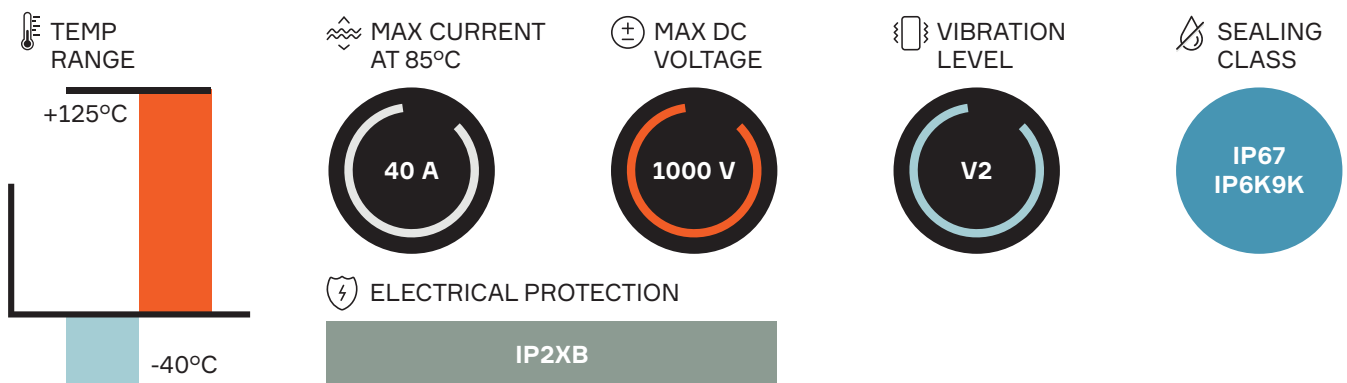 TEMP
RANGE
+125°C
-40°C
MAX CURRENT
AT 85°C
40 A
MAX DC
VOLTAGE
1000 V
VIBRATION
LEVEL
V2
SEALING
CLASS
IP67
IP6K9K
ELECTRICAL PROTECTION
IP2XB